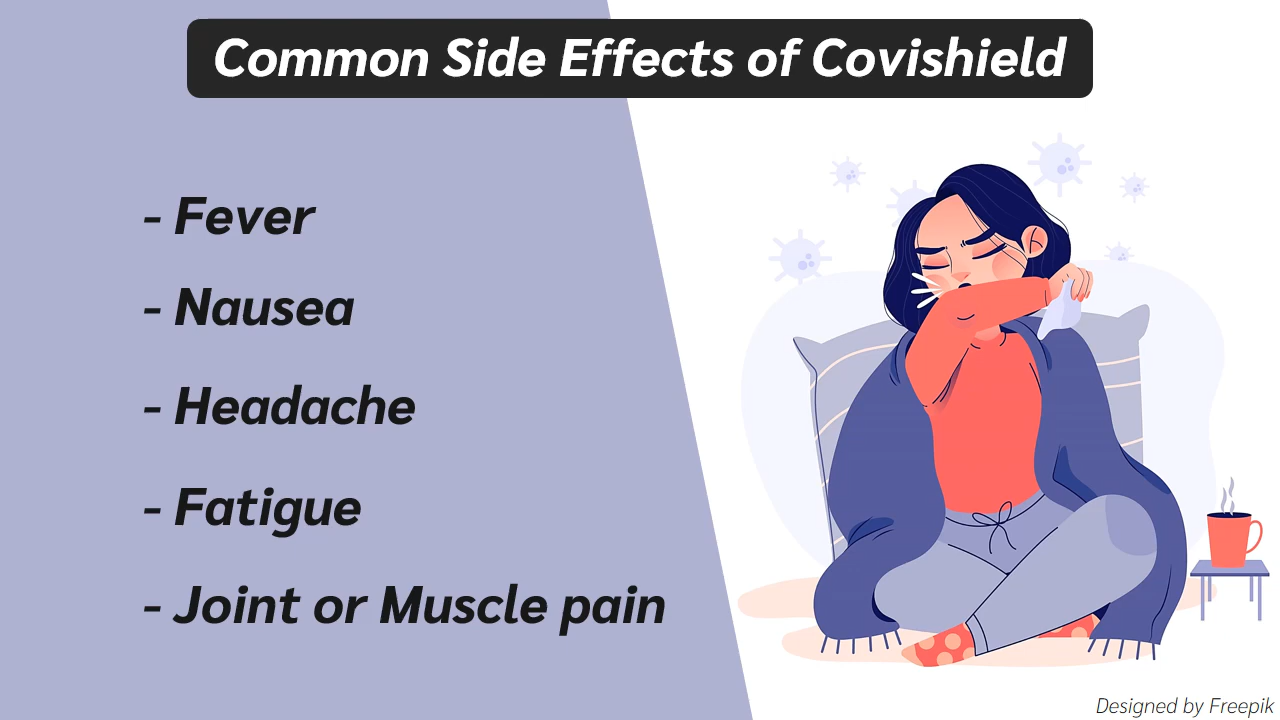 Common Side Effects of Covishield
- Fever
- Nausea
- Headache
- Fatigue
- Joint or Muscle pain
Designed by Freepik